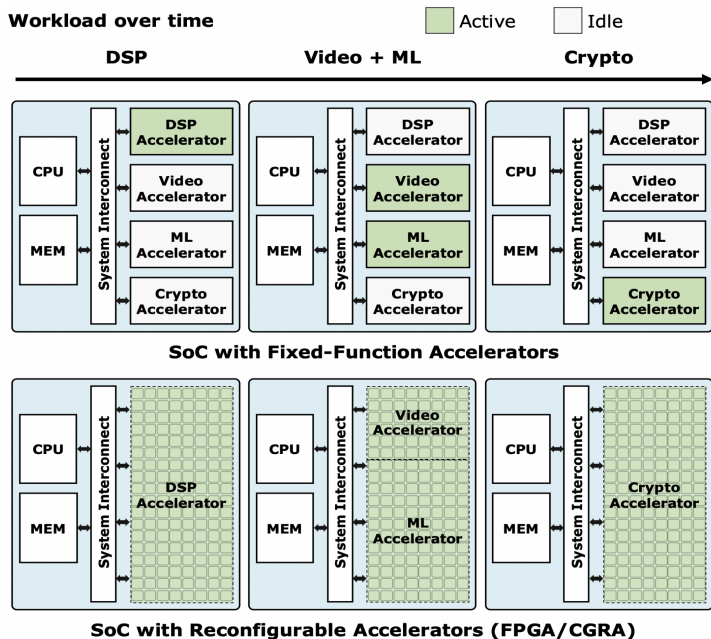 Workload over time
Active
Idle
DSP
Video + ML
Crypto
CPU
MEM
System Interconnect
DSP
Accelerator
Video
Accelerator
ML
Accelerator
Crypto
Accelerator
CPU
MEM
System Interconnect
DSP
Accelerator
Video
Accelerator
ML
Accelerator
Crypto
Accelerator
CPU
MEM
System Interconnect
DSP
Accelerator
Video
Accelerator
ML
Accelerator
Crypto
Accelerator
SoC with Fixed-Function Accelerators
CPU
MEM
System Interconnect
DSP
Accelerator
CPU
MEM
System Interconnect
Video
Accelerator
ML
Accelerator
CPU
MEM
System Interconnect
Crypto
Accelerator
SoC with Reconfigurable Accelerators (FPGA/CGRA)